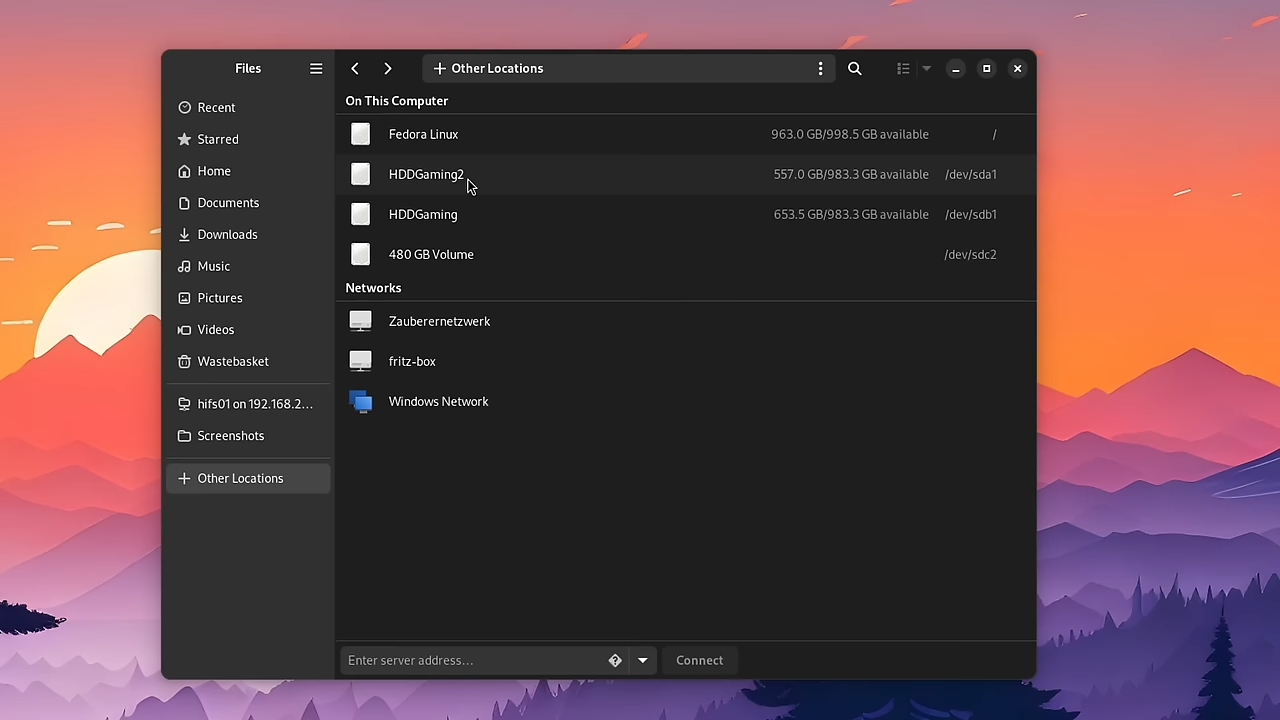 Files
Other Locations
Recent
Starred
Home
Documents
Downloads
Music
Pictures
Videos
Wastebasket
hifs01 on 192.168.2…
Screenshots
Other Locations
On This Computer
Fedora Linux 963.0 GB/998.5 GB available /
HDDGaming2 557.0 GB/983.3 GB available /dev/sda1
HDDGaming 653.5 GB/983.3 GB available /dev/sdb1
480 GB Volume /dev/sdc2
Networks
Zauberernetzwerk
fritz-box
Windows Network
Enter server address… Connect